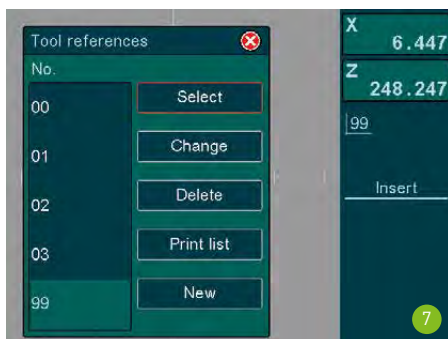 Tool references
No.
00
01
02
03
99
Select
Change
Delete
Print list
New
X
6.447
Z
248.247
99
Insert
7